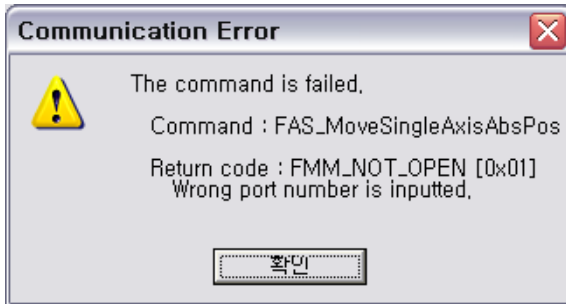 Communication Error
The command is failed,
Command : FAS_MoveSingleAxisAbsPos
Return code : FMM_NOT_OPEN [0x01]
Wrong port number is inputted,
확인